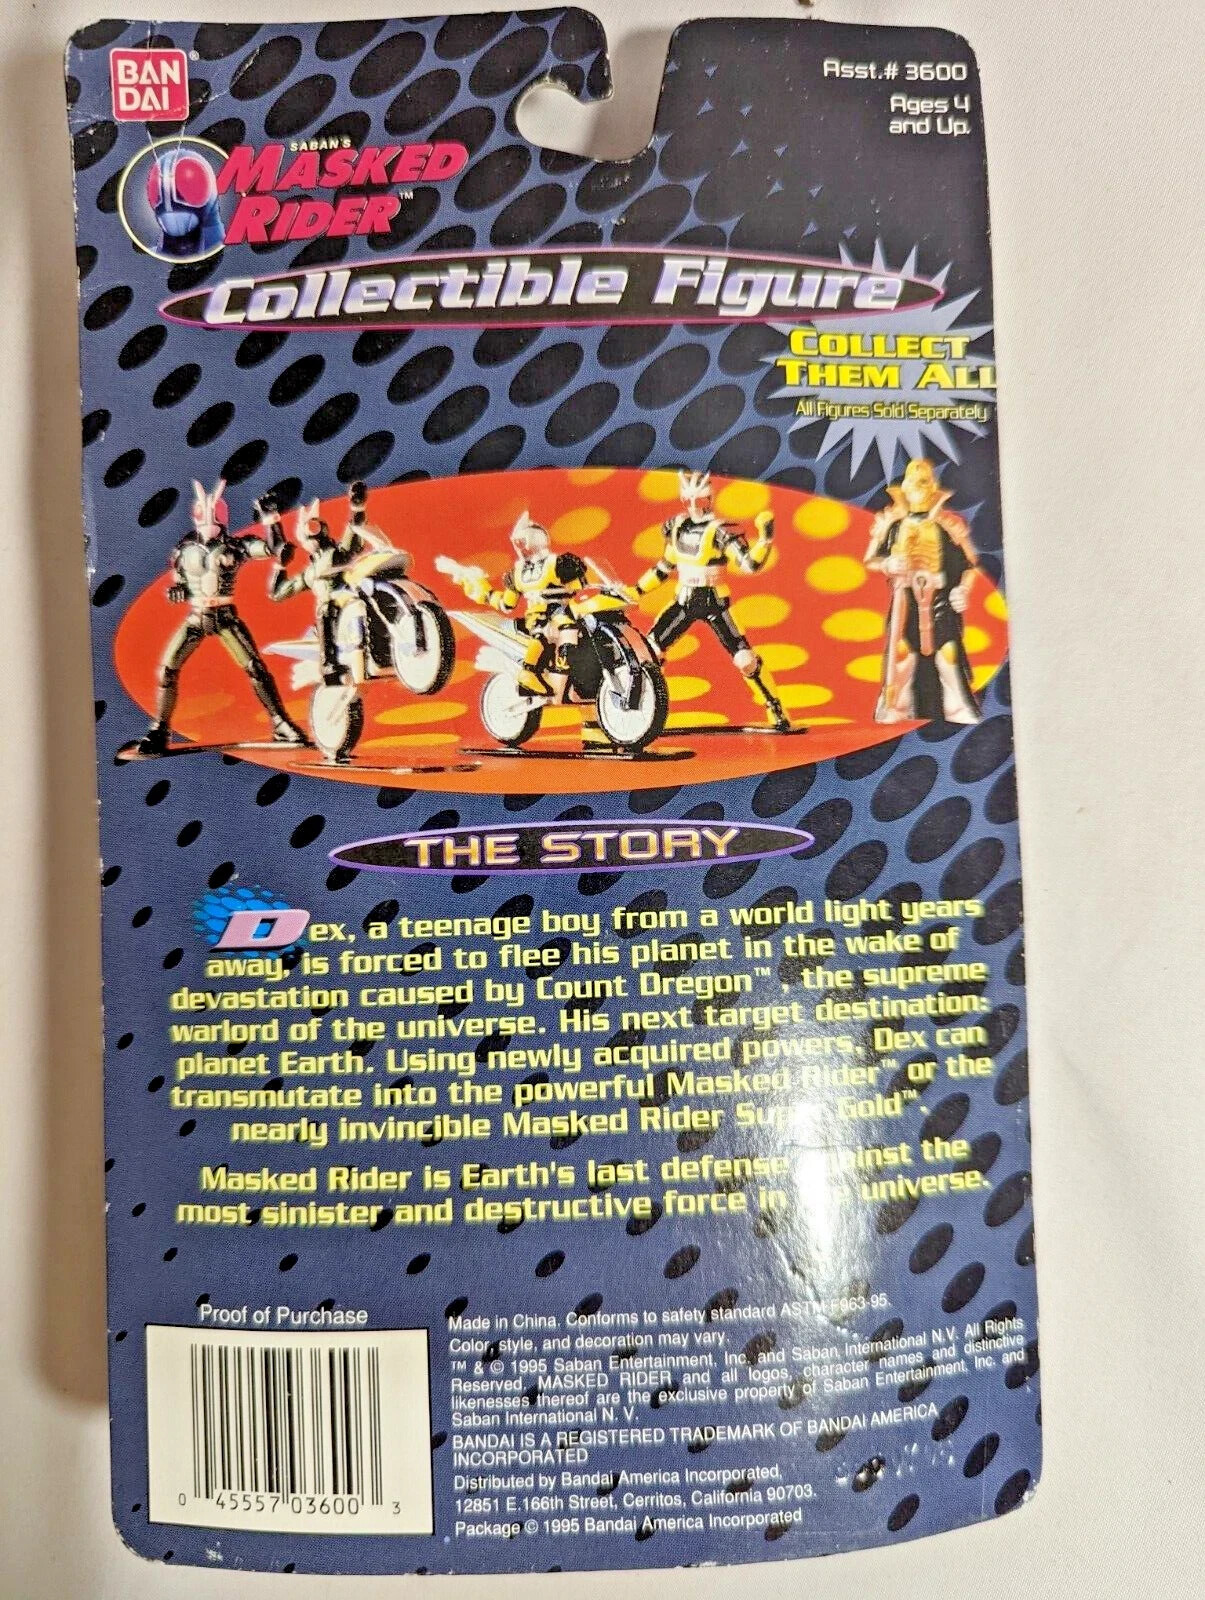 BAN
DAI®
Asst.# 3600
Ages 4
and Up.
SABAN'S
MASKED
RIDER™
Collectible Figure
COLLECT
THEM ALL
All Figures Sold Separately
THE STORY
Dex, a teenage boy from a world light years
away, is forced to flee his planet in the wake of
devastation caused by Count Dregon™, the supreme
warlord of the universe. His next target destination:
planet Earth. Using newly acquired powers, Dex can
transmutate into the powerful Masked Rider™ or the
nearly invincible Masked Rider Super Gold™.
Masked Rider is Earth's last defense against the
most sinister and destructive force in the universe.
Proof of Purchase
0 45557 03600 3
Made in China. Conforms to safety standard ASTM F963-95.
Color, style, and decoration may vary.
™ & © 1995 Saban Entertainment, Inc. and Saban International N.V. All Rights
Reserved. MASKED RIDER and all logos, character names and distinctive
likenesses thereof are the exclusive property of Saban Entertainment, Inc. and
Saban International N. V.
BANDAI IS A REGISTERED TRADEMARK OF BANDAI AMERICA
INCORPORATED
Distributed by Bandai America Incorporated,
12851 E.166th Street, Cerritos, California 90703.
Package © 1995 Bandai America Incorporated